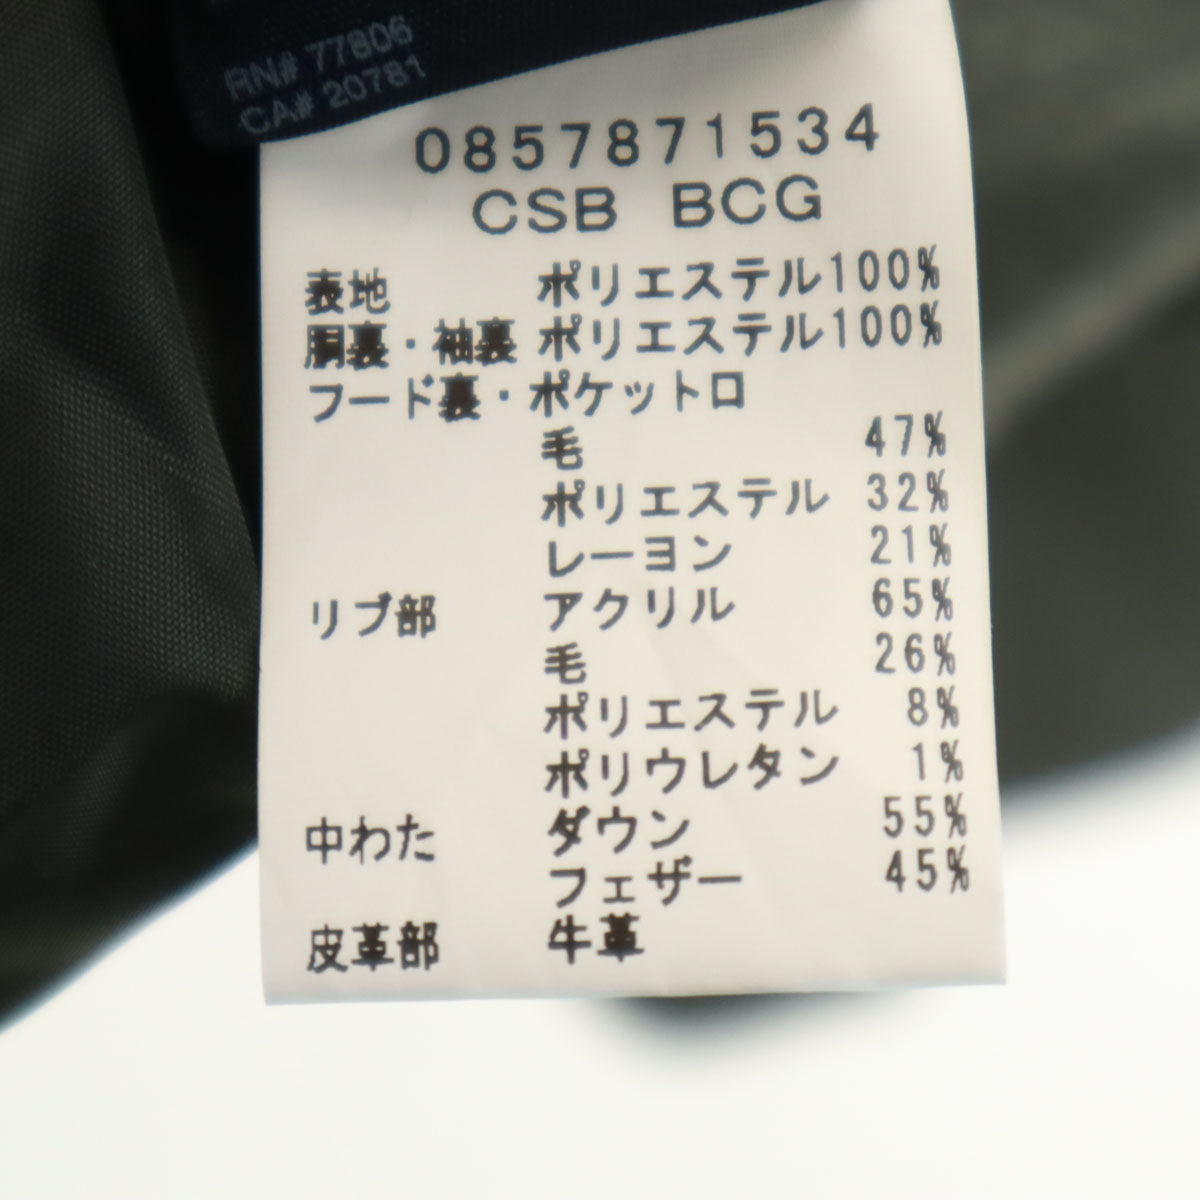 RN# 77806
CA# 20781
0857871534
CSB BCG
表地 ポリエステル100%
胴裏・袖裏 ポリエステル100%
フード裏・ポケット口
毛 47%
ポリエステル 32%
レーヨン 21%
リブ部 アクリル 65%
毛 26%
ポリエステル 8%
ポリウレタン 1%
中わた ダウン 55%
フェザー 45%
皮革部 牛革